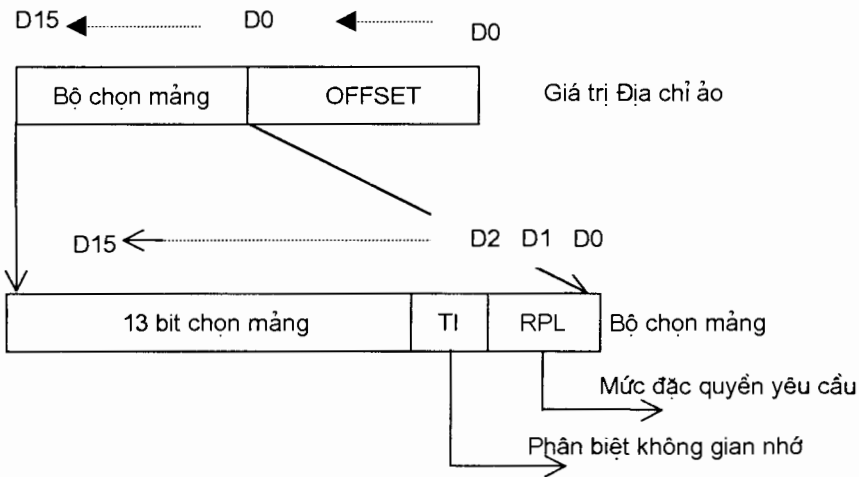 D15 D0 D0
Bộ chọn mảng OFFSET Giá trị Địa chỉ ảo
D15 D2 D1 D0
13 bit chọn mảng TI RPL Bộ chọn mảng
Mức đặc quyền yêu cầu
Phân biệt không gian nhớ